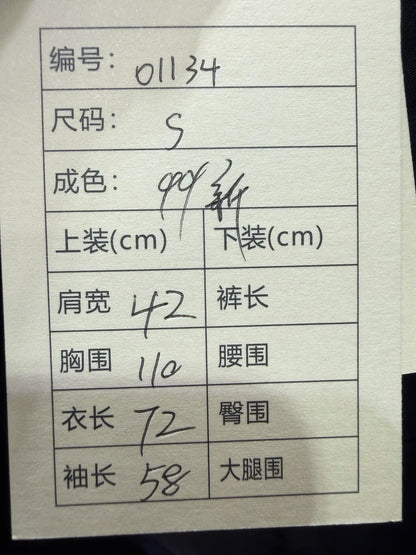 编号： 01134
尺码： S
成色： 99新
上装(cm) 下装(cm)
肩宽 42 裤长
胸围 110 腰围
衣长 72 臀围
袖长 58 大腿围